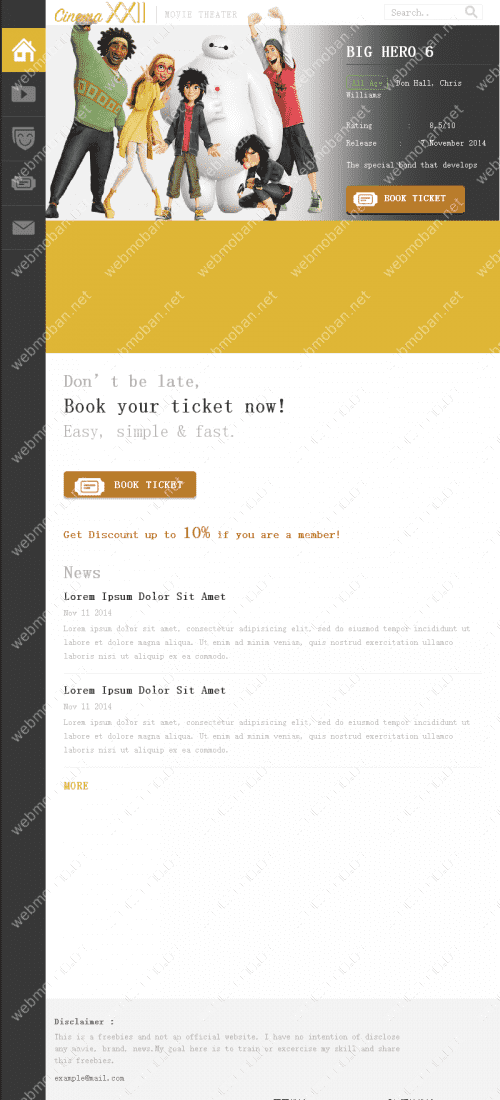 Cinema XXII
MOVIE THEATER
Search..
BIG HERO 6
All Age Don Hall, Chris
Williams
Rating : 8.5/10
Release : 7 November 2014
The special bond that develops
BOOK TICKET
Don't be late,
Book your ticket now!
Easy, simple & fast.
BOOK TICKET
Get Discount up to 10% if you are a member!
News
Lorem Ipsum Dolor Sit Amet
Nov 11 2014
Lorem ipsum dolor sit amet, consectetur adipisicing elit, sed do eiusmod tempor incididunt ut
labore et dolore magna aliqua. Ut enim ad minim veniam, quis nostrud exercitation ullamco
laboris nisi ut aliquip ex ea commodo.
Lorem Ipsum Dolor Sit Amet
Nov 11 2014
Lorem ipsum dolor sit amet, consectetur adipisicing elit, sed do eiusmod tempor incididunt ut
labore et dolore magna aliqua. Ut enim ad minim veniam, quis nostrud exercitation ullamco
laboris nisi ut aliquip ex ea commodo.
MORE
Disclaimer :
This is a freebies and not an official website, I have no intention of disclose
any movie, brand, news.My goal here is to train or excercise my skill and share
this freebies.
example@mail.com
webmoban.net